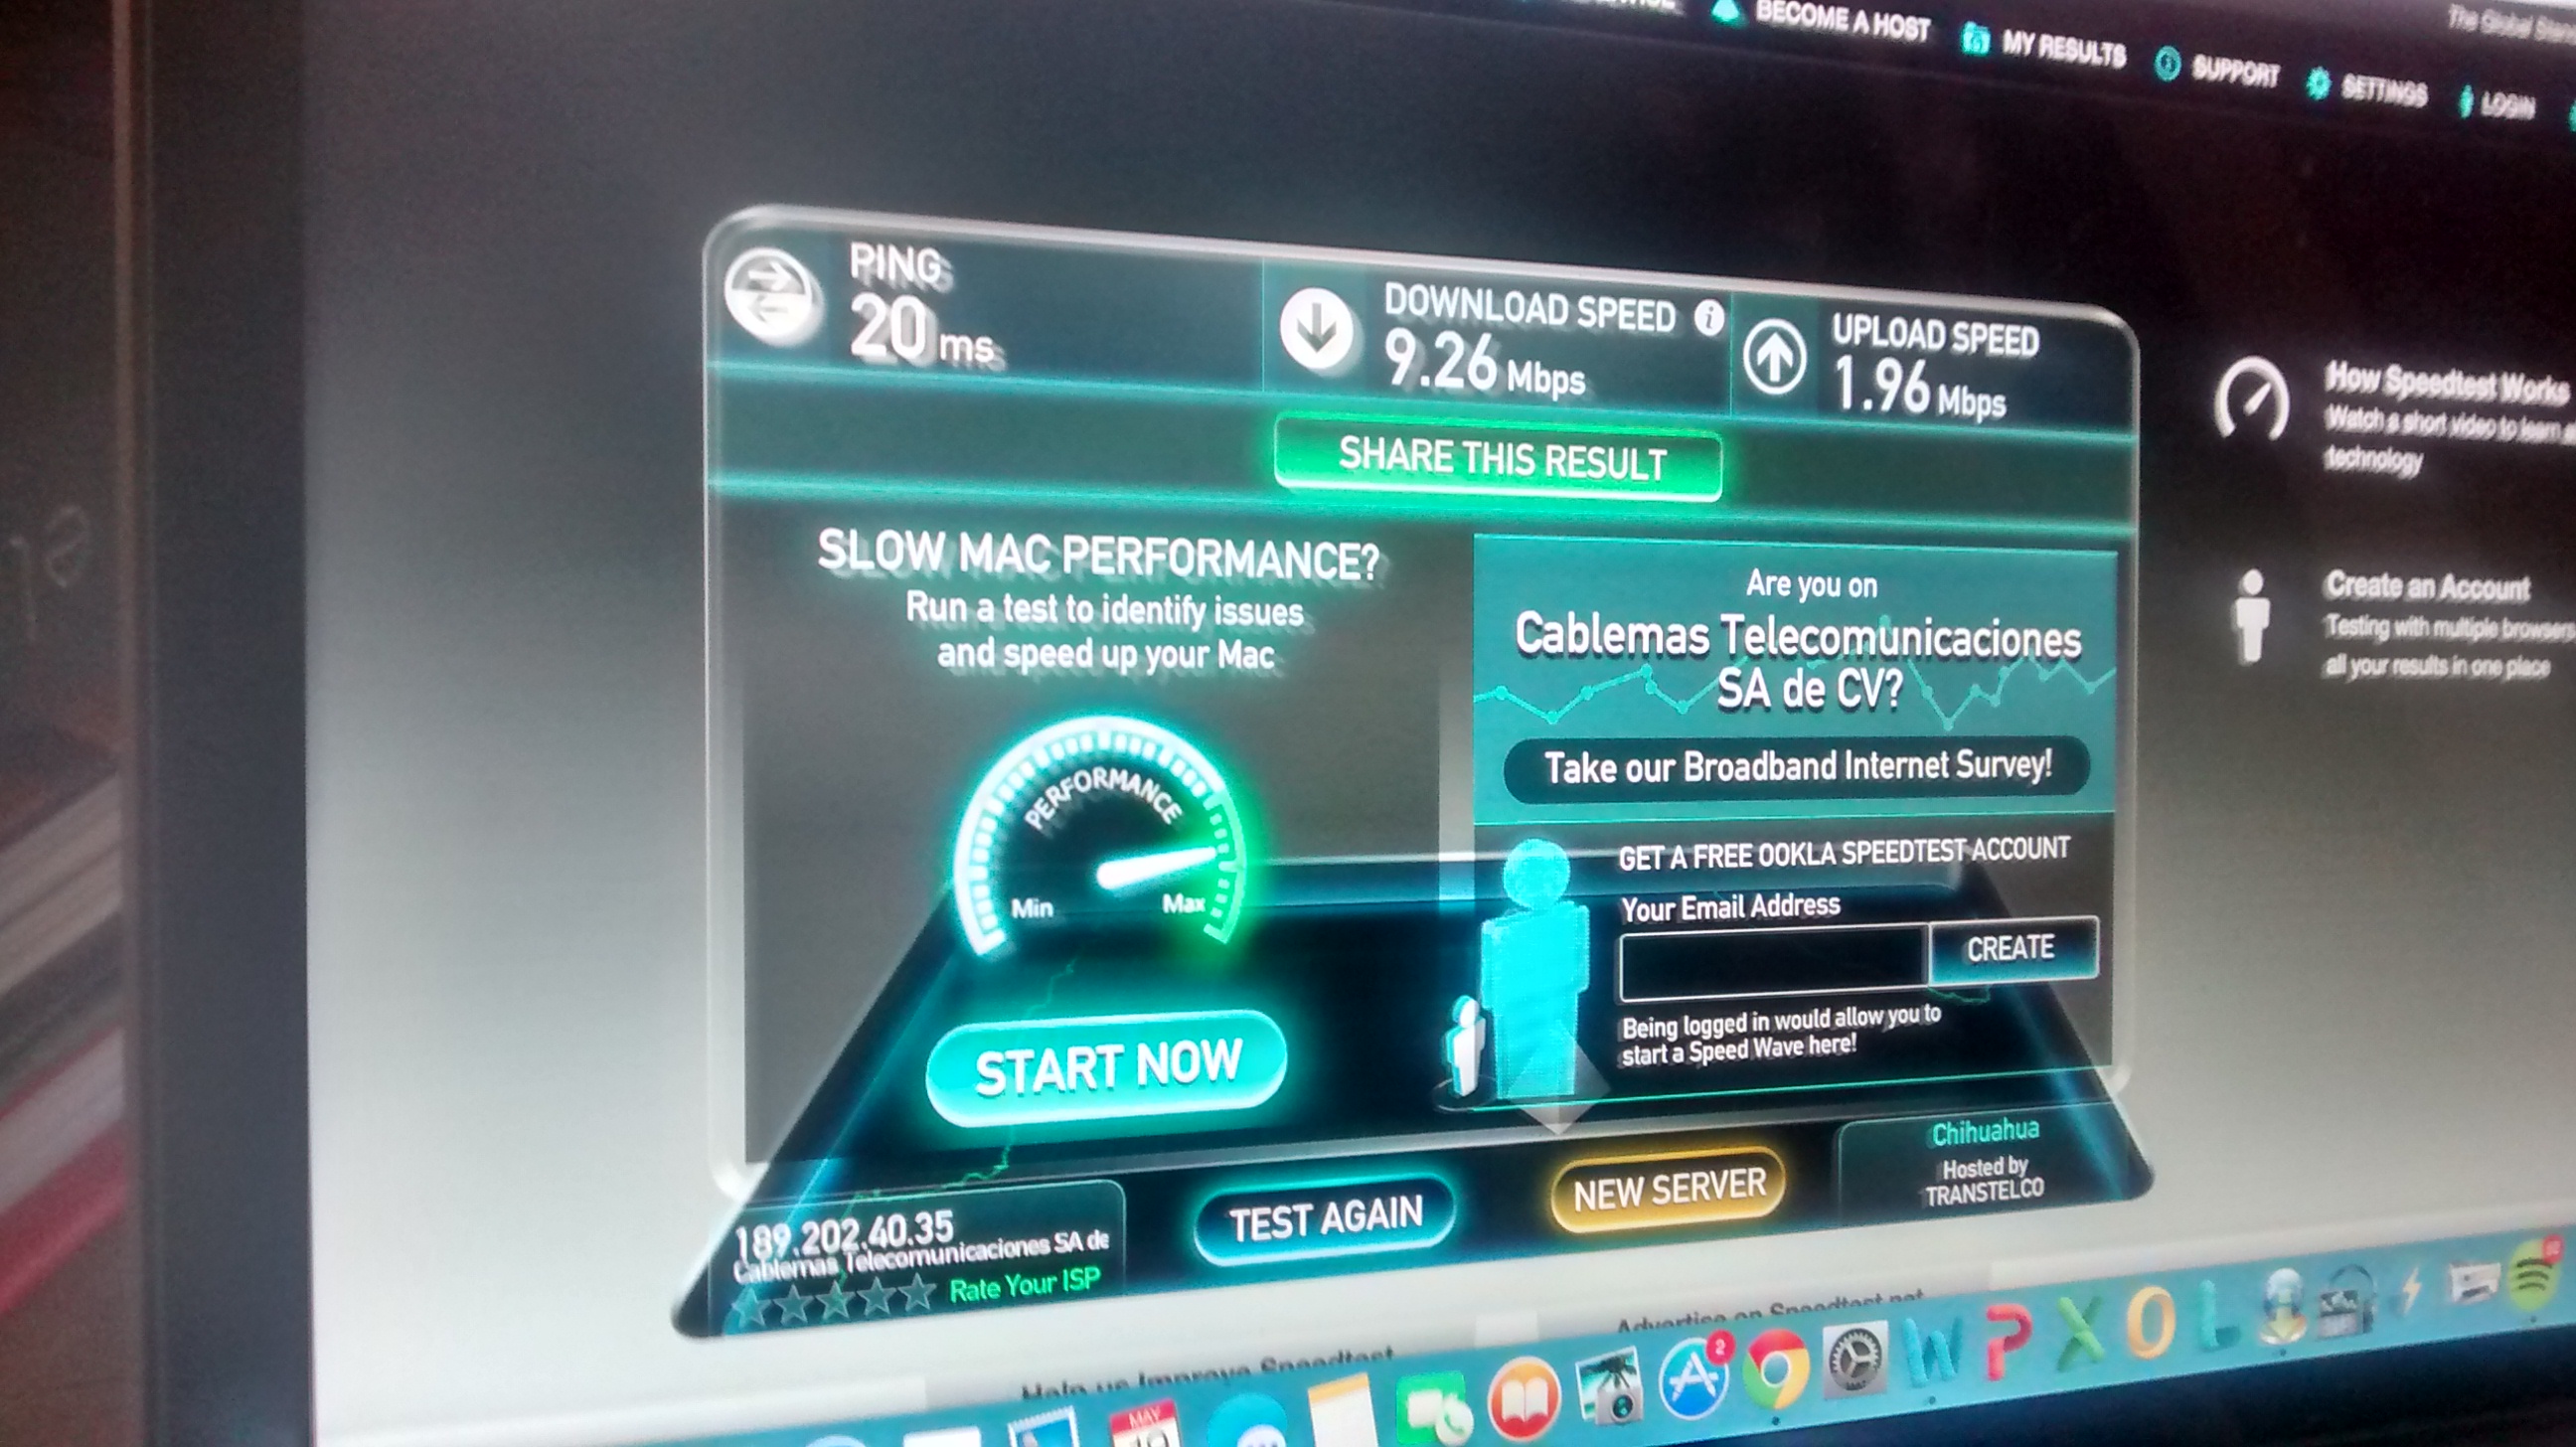 BECOME A HOST
MY RESULTS
SUPPORT
SETTINGS
LOGIN
The Global
PING
20 ms
DOWNLOAD SPEED
9.26 Mbps
UPLOAD SPEED
1.96 Mbps
SHARE THIS RESULT
SLOW MAC PERFORMANCE?
Run a test to identify issues
and speed up your Mac
PERFORMANCE
Min
Max
START NOW
Are you on
Cablemas Telecomunicaciones
SA de CV?
Take our Broadband Internet Survey!
GET A FREE OOKLA SPEEDTEST ACCOUNT
Your Email Address
CREATE
Being logged in would allow you to
start a Speed Wave here!
How Speedtest Works
Watch a short video to learn
technology
Create an Account
Testing with multiple
all your results in one place
189.202.40.35
Cablemas Telecomunicaciones SA de
Rate Your ISP
TEST AGAIN
NEW SERVER
Chihuahua
Hosted by
TRANSTELCO
Advertise on Speedtest.net
Help us Improve Speedtest
MAY
19
2
W
P
X
O
L